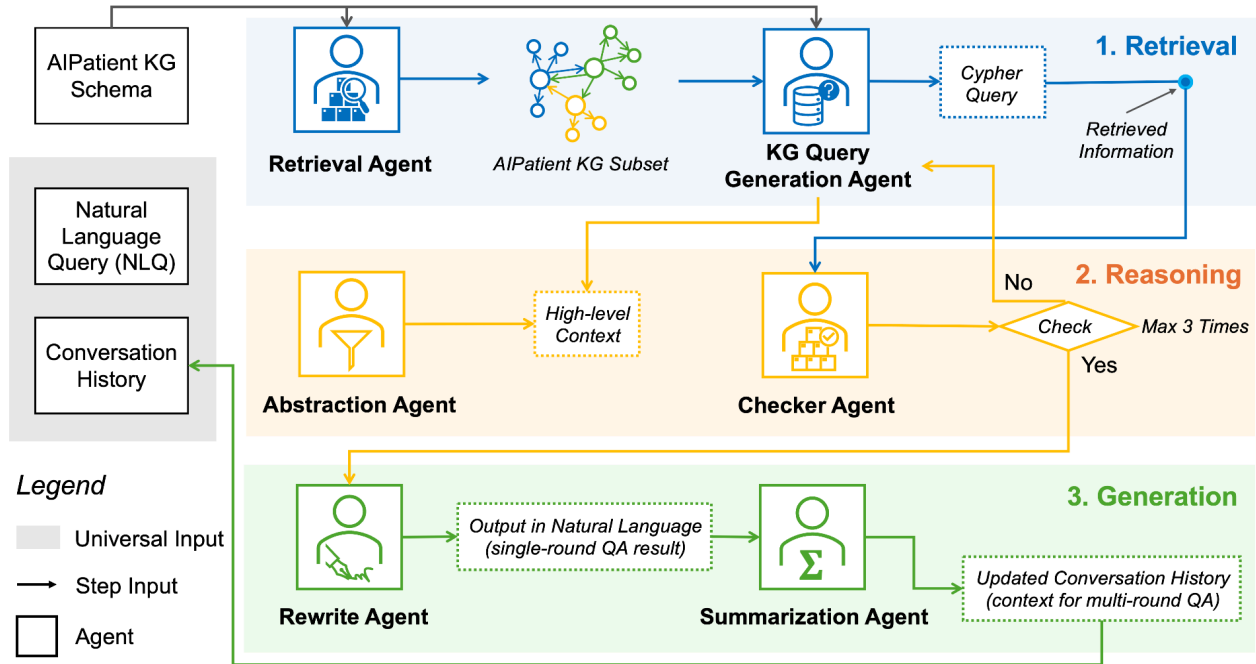 AIPatient KG
Schema
Natural
Language
Query (NLQ)
Conversation
History
Legend
Universal Input
Step Input
Agent
1. Retrieval
Retrieval Agent
AIPatient KG Subset
?
KG Query
Generation Agent
Cypher
Query
Retrieved
Information
2. Reasoning
Abstraction Agent
High-level
Context
Checker Agent
No
Check
Max 3 Times
Yes
3. Generation
Rewrite Agent
Output in Natural Language
(single-round QA result)
Σ
Summarization Agent
Updated Conversation History
(context for multi-round QA)